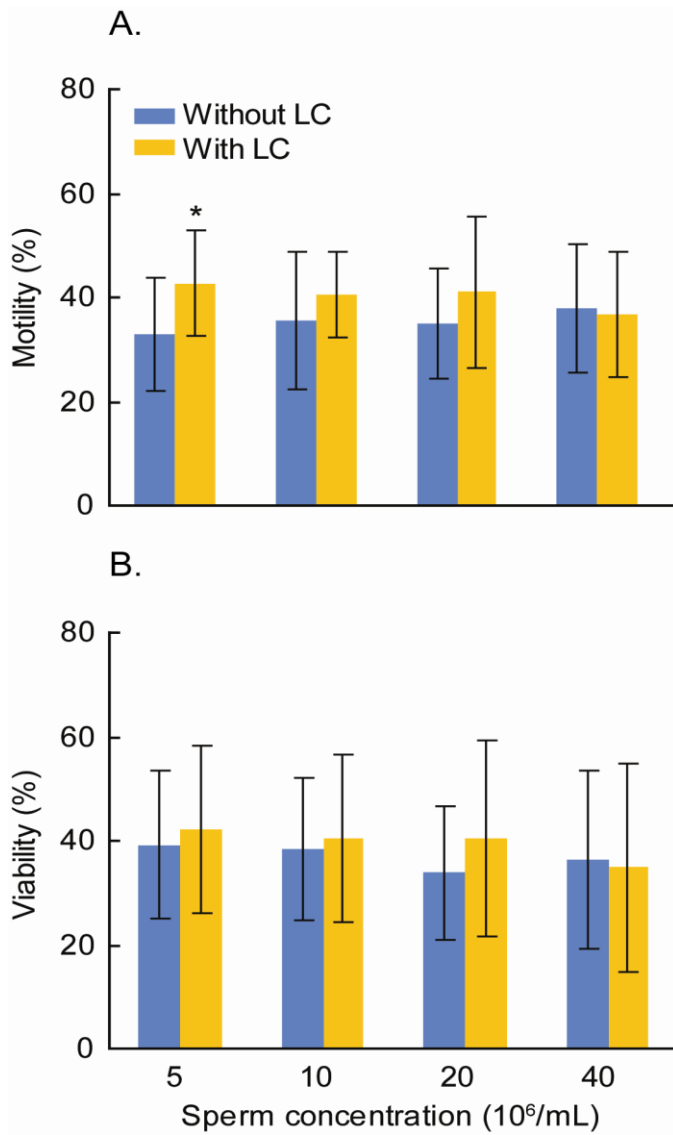 A.
80
60
40
20
0
Motility (%)
Without LC
With LC
*
B.
80
60
40
20
0
Viability (%)
5 10 20 40
Sperm concentration (10⁶/mL)